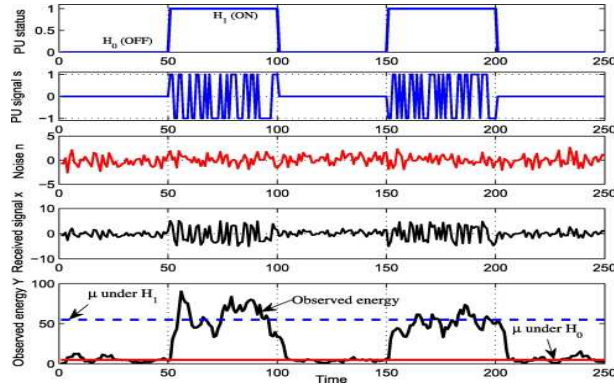 PU status
1
0.5
0
H0 (OFF)
H1 (ON)
0 50 100 150 200 250
PU signal s
1
0
-1
0 50 100 150 200 250
Noise n
5
0
-5
0 50 100 150 200 250
Received signal x
10
0
-10
0 50 100 150 200 250
Observed energy Y
100
50
0
μ under H1
Observed energy
μ under H0
0 50 100 150 200 250
Time